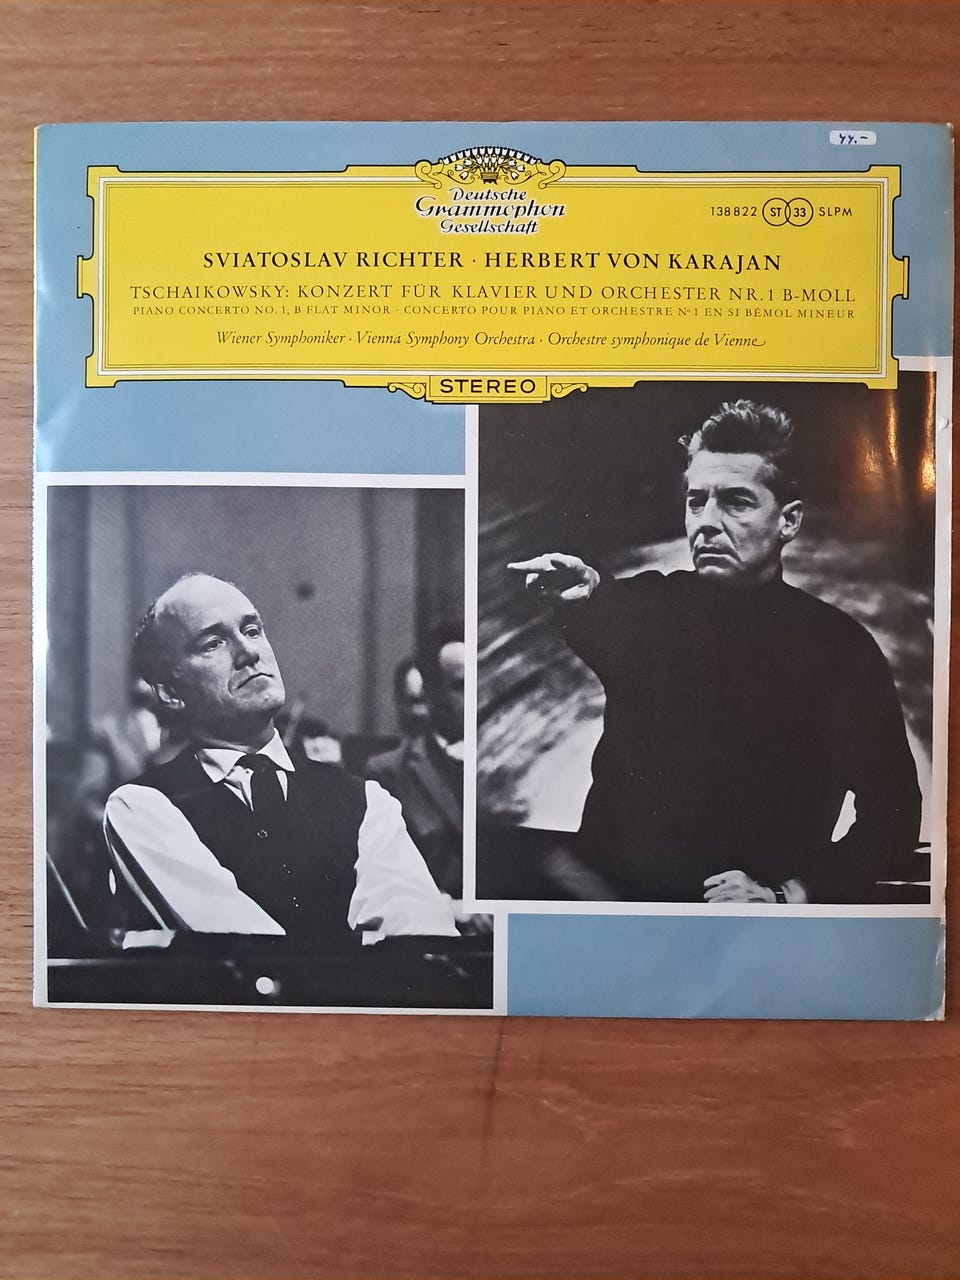 44.-
Deutsche
Grammophon
Gesellschaft
138 822 ST 33 SLPM
SVIATOSLAV RICHTER · HERBERT VON KARAJAN
TSCHAIKOWSKY: KONZERT FÜR KLAVIER UND ORCHESTER NR. 1 B-MOLL
PIANO CONCERTO NO. 1, B FLAT MINOR · CONCERTO POUR PIANO ET ORCHESTRE Nº 1 EN SI BÉMOL MINEUR
Wiener Symphoniker · Vienna Symphony Orchestra · Orchestre symphonique de Vienne
STEREO